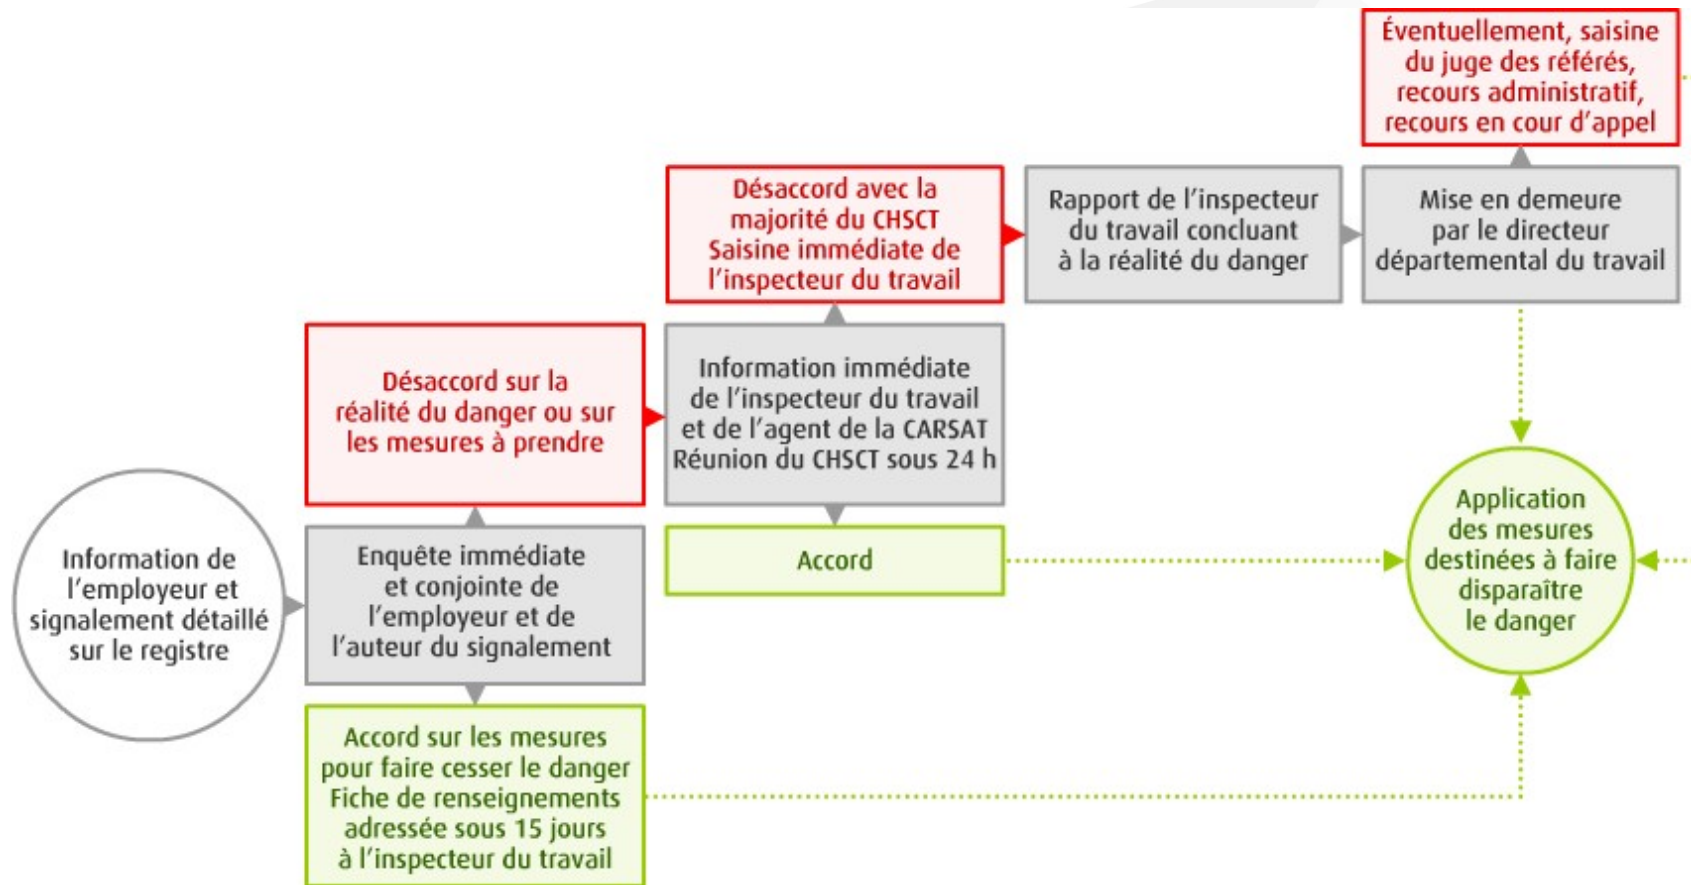 Information de
l'employeur et
signalement détaillé
sur le registre
Enquête immédiate
et conjointe de
l'employeur et de
l'auteur du signalement
Désaccord sur la
réalité du danger ou sur
les mesures à prendre
Accord sur les mesures
pour faire cesser le danger
Fiche de renseignements
adressée sous 15 jours
à l'inspecteur du travail
Information immédiate
de l'inspecteur du travail
et de l'agent de la CARSAT
Réunion du CHSCT sous 24 h
Désaccord avec la
majorité du CHSCT
Saisine immédiate de
l'inspecteur du travail
Accord
Rapport de l'inspecteur
du travail concluant
à la réalité du danger
Mise en demeure
par le directeur
départemental du travail
Éventuellement, saisine
du juge des référés,
recours administratif,
recours en cour d'appel
Application
des mesures
destinées à faire
disparaître
le danger